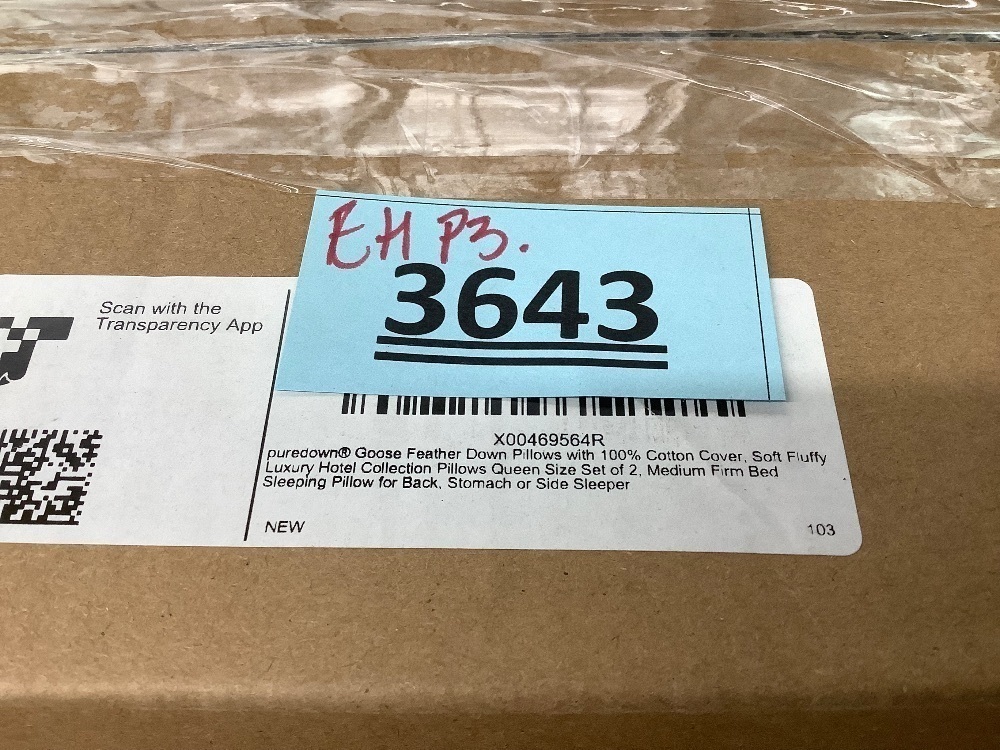 EH P3.
3643
Scan with the
Transparency App
X00469564R
puredown® Goose Feather Down Pillows with 100% Cotton Cover, Soft Fluffy
Luxury Hotel Collection Pillows Queen Size Set of 2, Medium Firm Bed
Sleeping Pillow for Back, Stomach or Side Sleeper
NEW
103